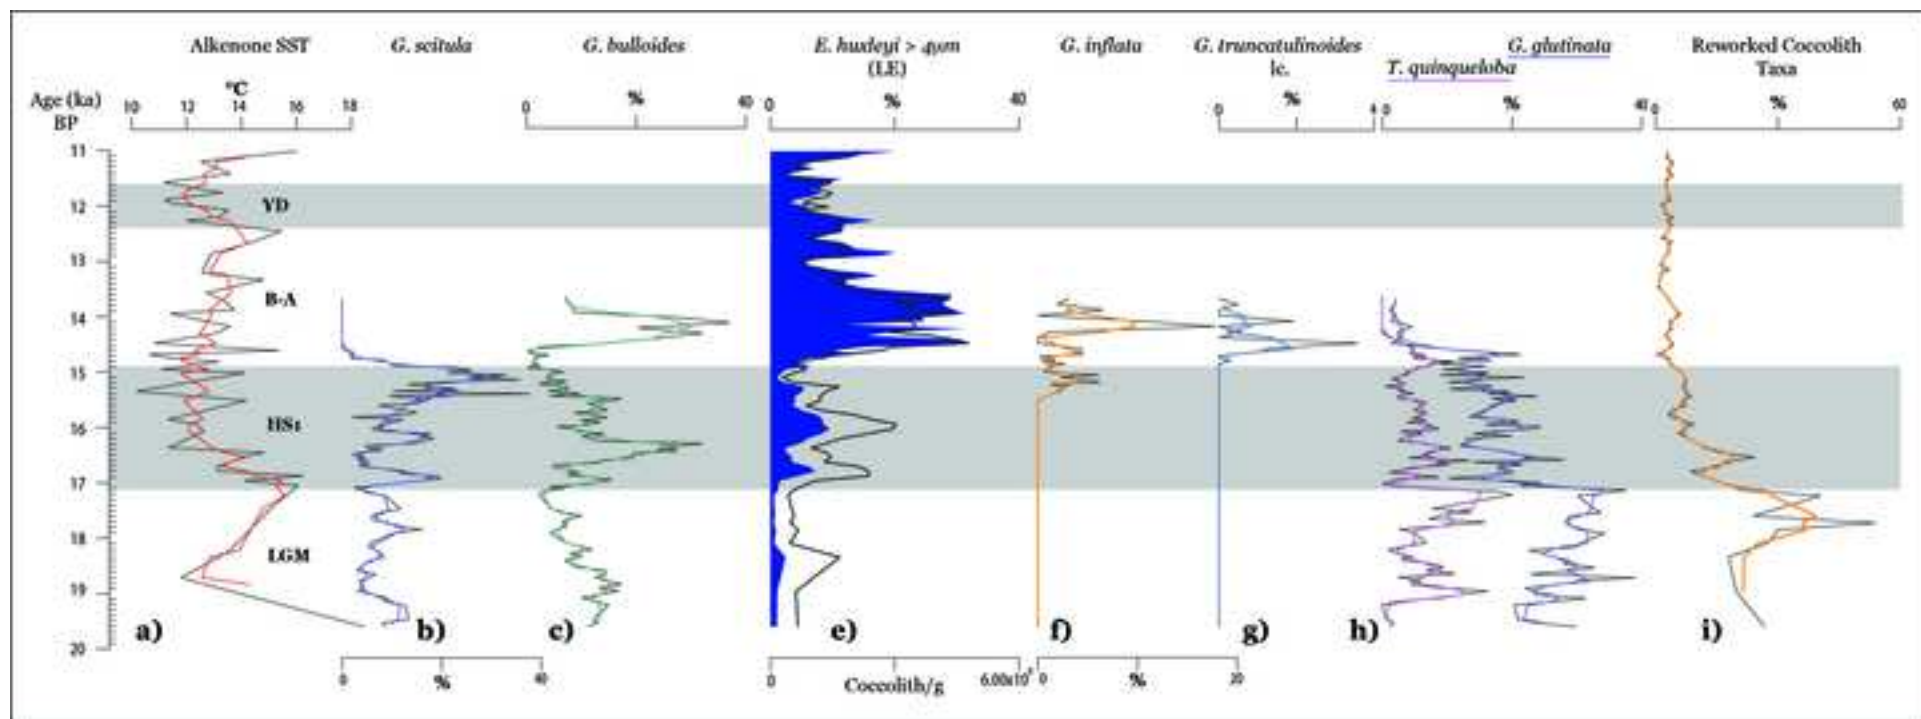 Alkenone SST
G. scitula
G. bulloides
E. huxleyi > 4µm
(LE)
G. inflata
G. truncatulinoides
lc.
T. quinqueloba
G. glutinata
Reworked Coccolith
Taxa
Age (ka)
BP
ºC
10 12 14 16 18
0 % 40
0 % 40
0 % 4
0 % 40
0 % 60
11
12
13
14
15
16
17
18
19
20
YD
B-A
HS1
LGM
a) b) c) e) f) g) h) i)
0 % 40
0 Coccolith/g
0 % 20